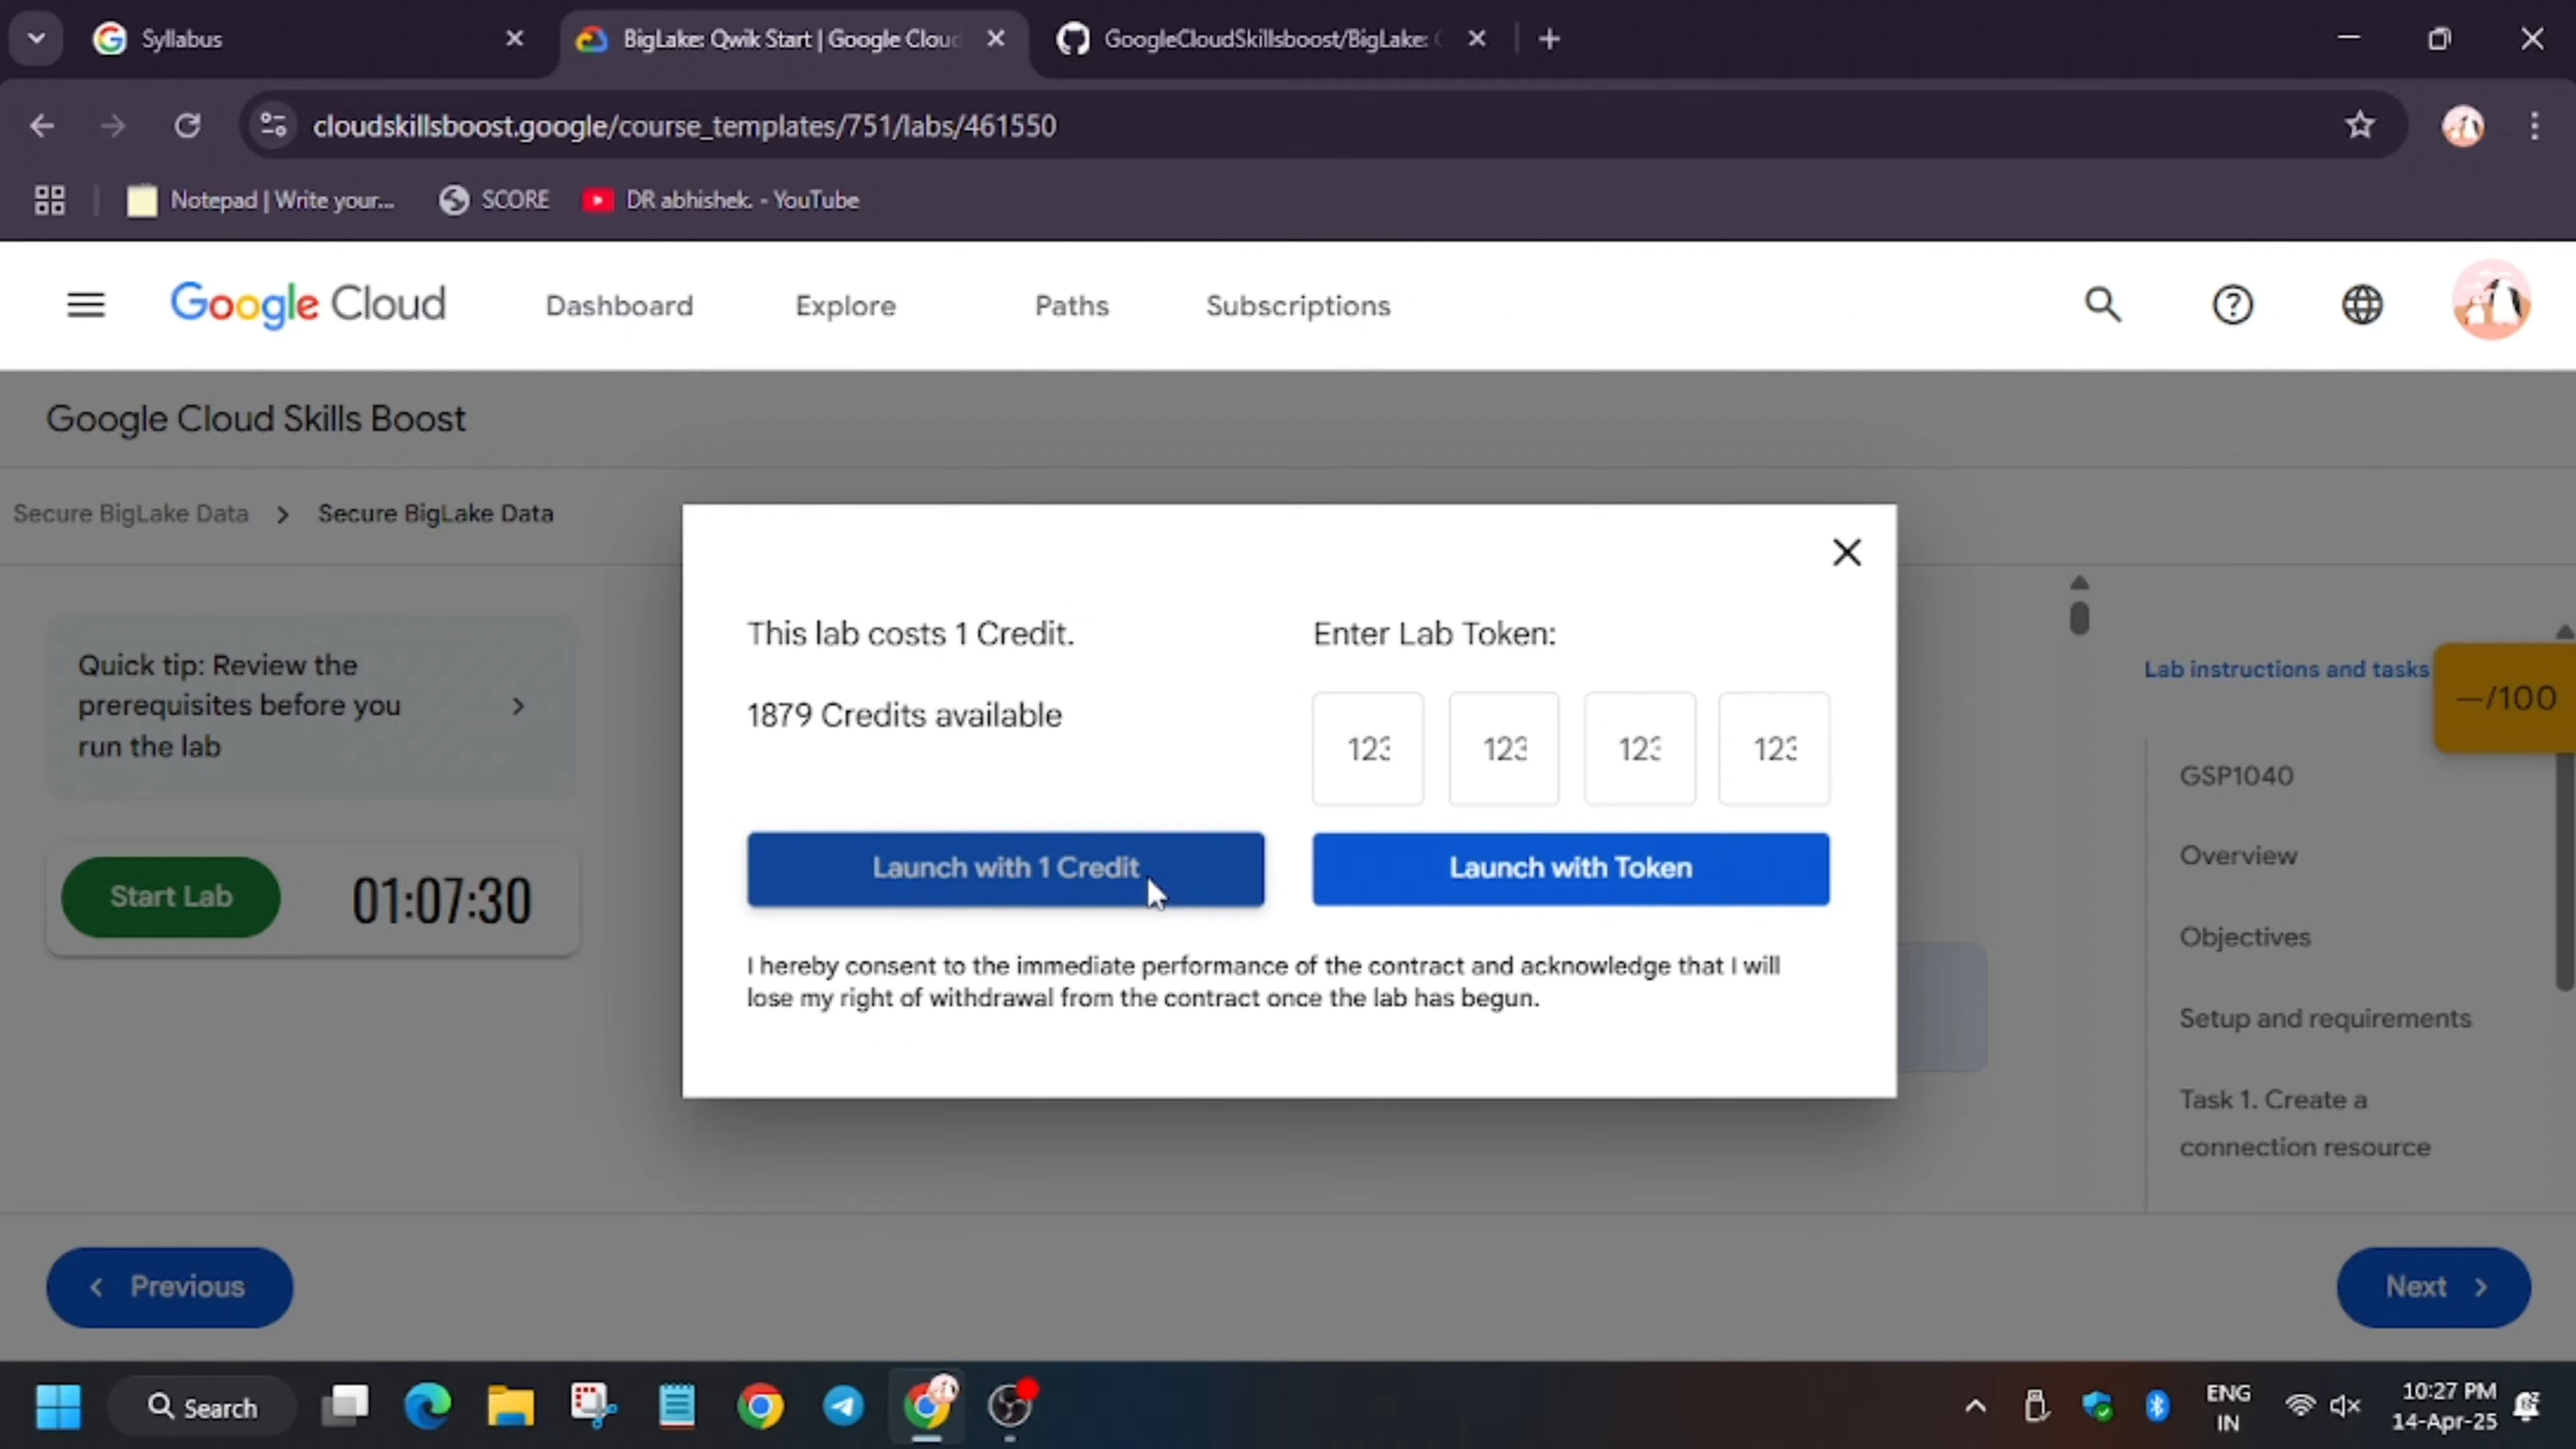 Syllabus
BigLake: Qwik Start | Google Cloud
GoogleCloudSkillsboost/BigLake:
cloudskillsboost.google/course_templates/751/labs/461550
Notepad | Write your...
SCORE
DR abhishek. - YouTube
Google Cloud
Dashboard
Explore
Paths
Subscriptions
Google Cloud Skills Boost
Secure BigLake Data > Secure BigLake Data
Quick tip: Review the
prerequisites before you
run the lab
Start Lab
01:07:30
This lab costs 1 Credit.
1879 Credits available
Launch with 1 Credit
Enter Lab Token:
123 123 123 123
Launch with Token
I hereby consent to the immediate performance of the contract and acknowledge that I will
lose my right of withdrawal from the contract once the lab has begun.
Lab instructions and tasks
—/100
GSP1040
Overview
Objectives
Setup and requirements
Task 1. Create a
connection resource
Previous
Next
Search
ENG
IN
10:27 PM
14-Apr-25